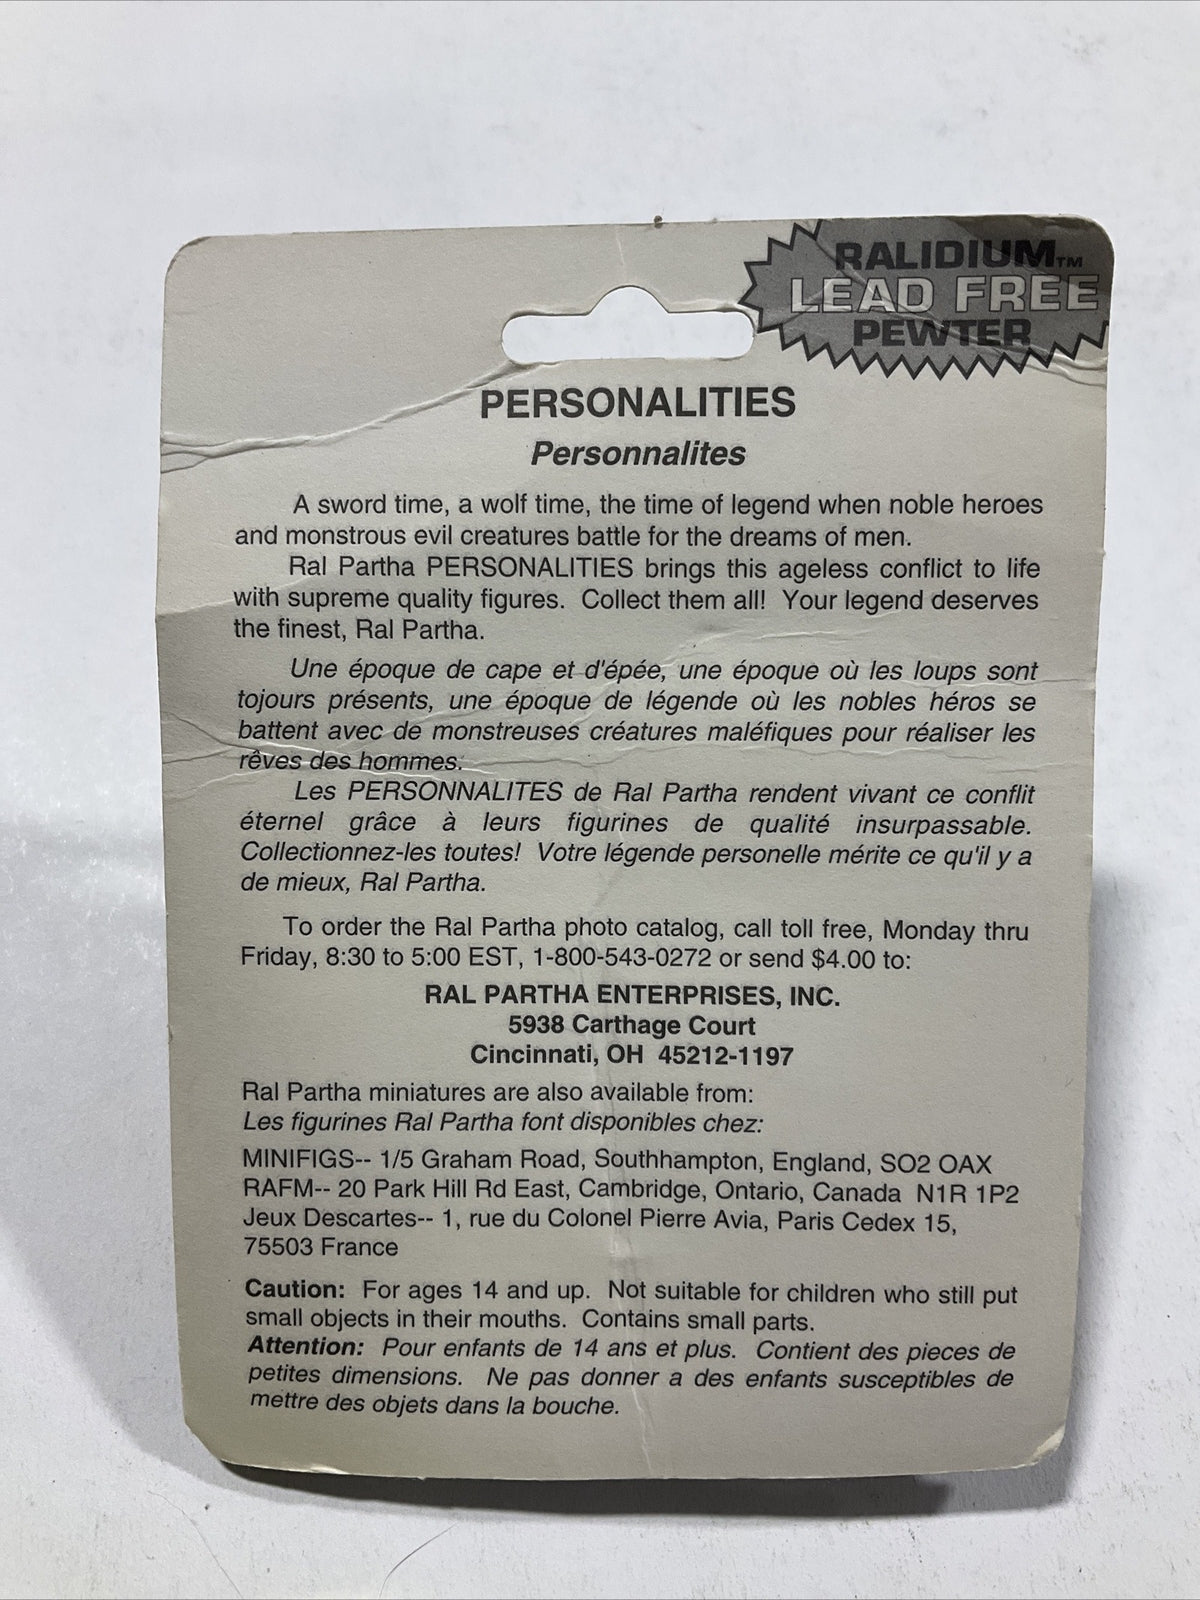 RALIDIUM™
LEAD FREE
PEWTER
PERSONALITIES
Personnalites
A sword time, a wolf time, the time of legend when noble heroes
and monstrous evil creatures battle for the dreams of men.
Ral Partha PERSONALITIES brings this ageless conflict to life
with supreme quality figures. Collect them all! Your legend deserves
the finest, Ral Partha.
Une époque de cape et d'épée, une époque où les loups sont
tojours présents, une époque de légende où les nobles héros se
battent avec de monstreuses créatures maléfiques pour réaliser les
rêves des hommes.
Les PERSONNALITES de Ral Partha rendent vivant ce conflit
éternel grâce à leurs figurines de qualité insurpassable.
Collectionnez-les toutes! Votre légende personelle mérite ce qu'il y a
de mieux, Ral Partha.
To order the Ral Partha photo catalog, call toll free, Monday thru
Friday, 8:30 to 5:00 EST, 1-800-543-0272 or send $4.00 to:
RAL PARTHA ENTERPRISES, INC.
5938 Carthage Court
Cincinnati, OH 45212-1197
Ral Partha miniatures are also available from:
Les figurines Ral Partha font disponibles chez:
MINIFIGS-- 1/5 Graham Road, Southhampton, England, SO2 OAX
RAFM-- 20 Park Hill Rd East, Cambridge, Ontario, Canada N1R 1P2
Jeux Descartes-- 1, rue du Colonel Pierre Avia, Paris Cedex 15,
75503 France
Caution: For ages 14 and up. Not suitable for children who still put
small objects in their mouths. Contains small parts.
Attention: Pour enfants de 14 ans et plus. Contient des pieces de
petites dimensions. Ne pas donner a des enfants susceptibles de
mettre des objets dans la bouche.